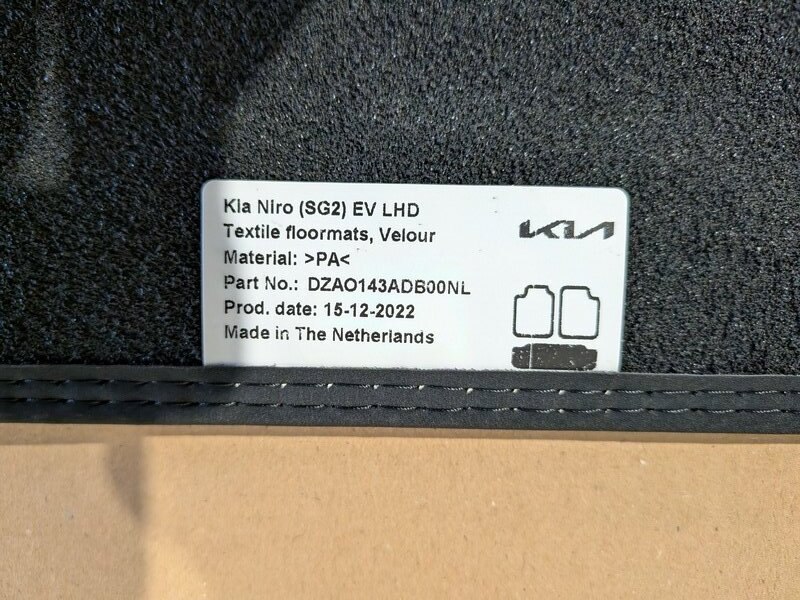 Kia Niro (SG2) EV LHD
Textile floormats, Velour
KIA
Material: >PA<
Part No.: DZAO143ADB00NL
Prod. date: 15-12-2022
Made in The Netherlands